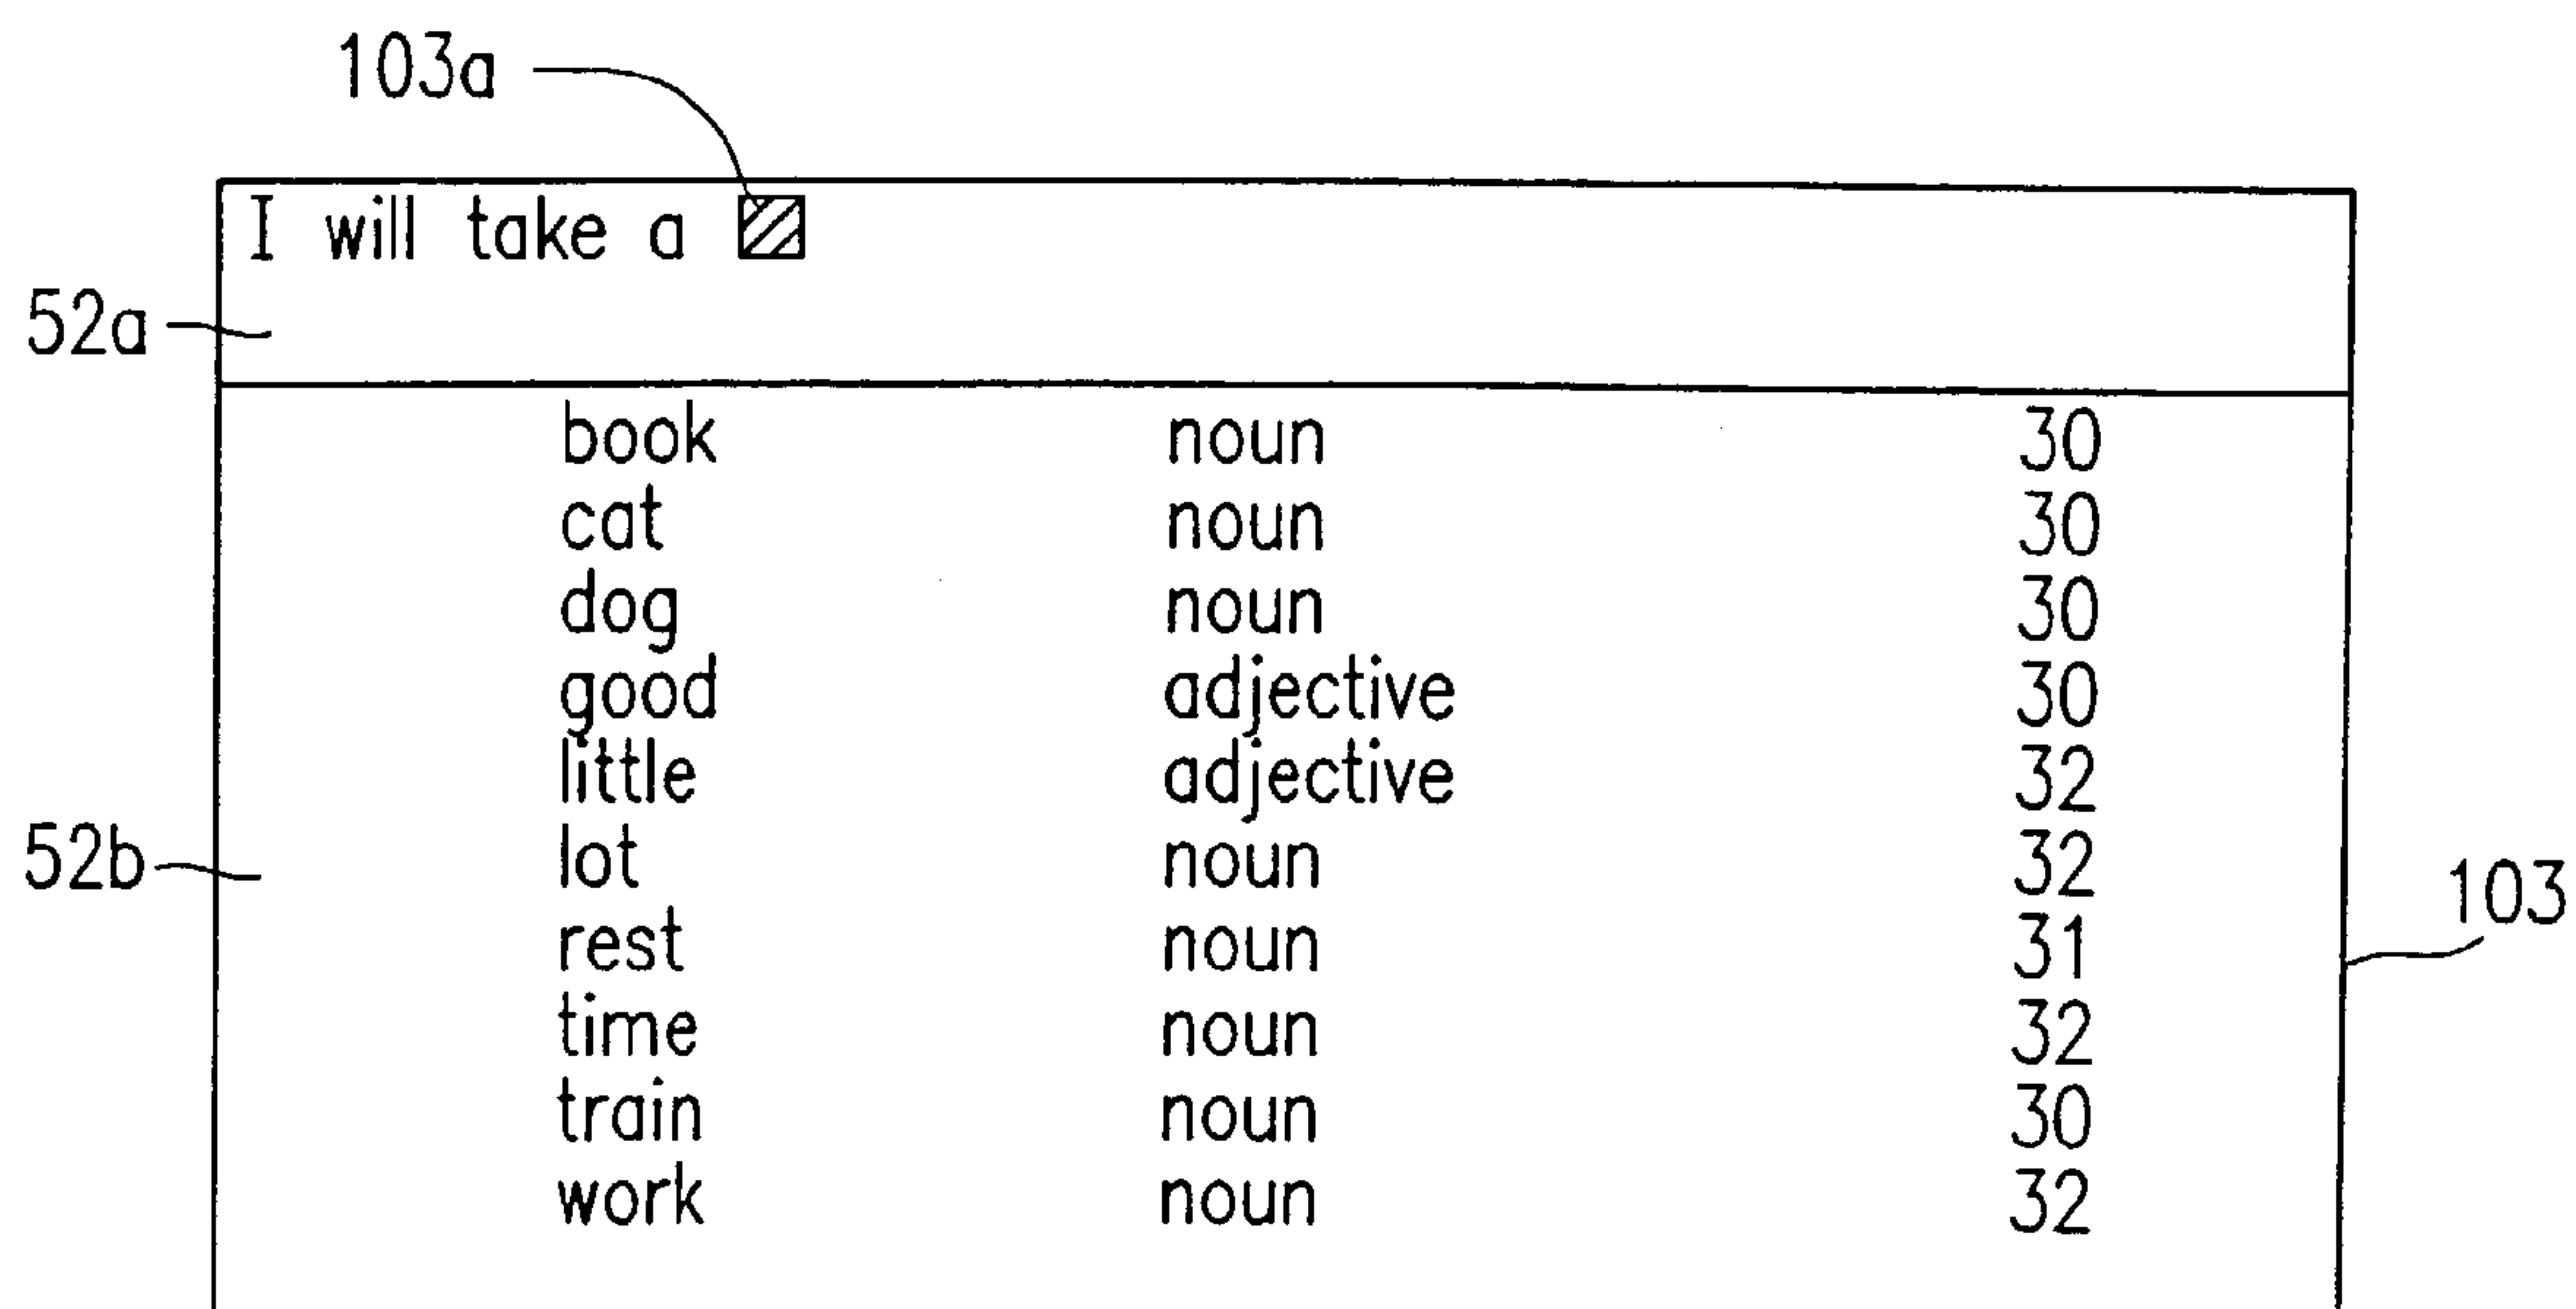 103a
I will take a
52a
book noun 30
cat noun 30
dog noun 30
good adjective 30
little adjective 32
52b
lot noun 32
103
rest noun 31
time noun 32
train noun 30
work noun 32